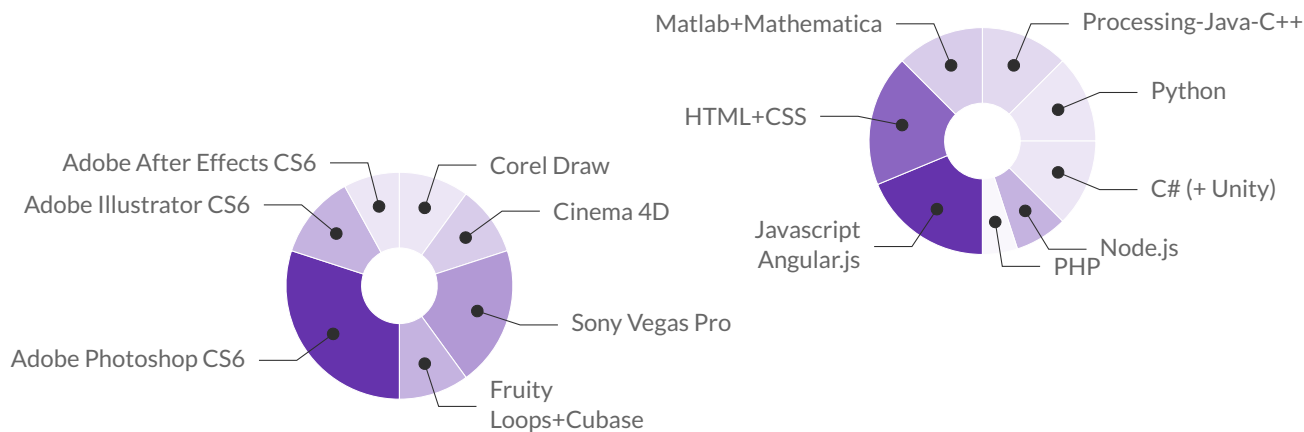 Matlab+Mathematica
Processing-Java-C++
Python
HTML+CSS
C# (+ Unity)
Javascript
Angular.js
Node.js
PHP
Adobe After Effects CS6
Corel Draw
Adobe Illustrator CS6
Cinema 4D
Sony Vegas Pro
Adobe Photoshop CS6
Fruity
Loops+Cubase